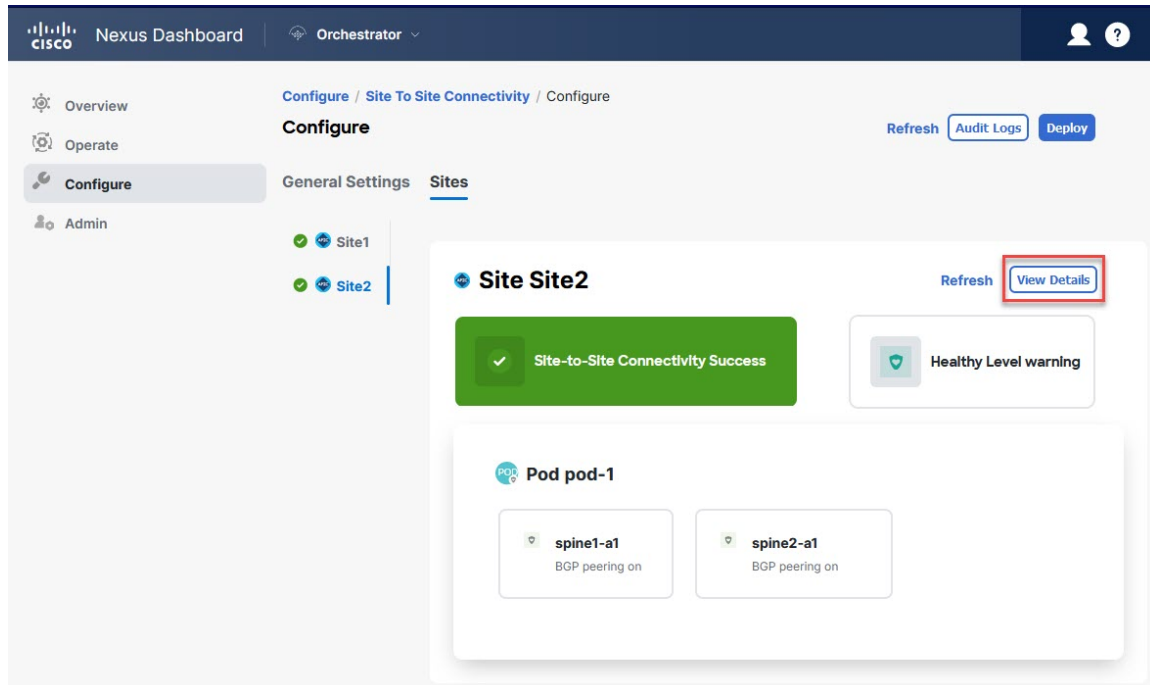 CISCO Nexus Dashboard Orchestrator ?
Overview
Operate
Configure
Admin
Configure / Site To Site Connectivity / Configure
Configure
Refresh Audit Logs Deploy
General Settings Sites
Site1
Site2
Site Site2
Refresh View Details
Site-to-Site Connectivity Success
Healthy Level warning
POD Pod pod-1
spine1-a1
BGP peering on
spine2-a1
BGP peering on